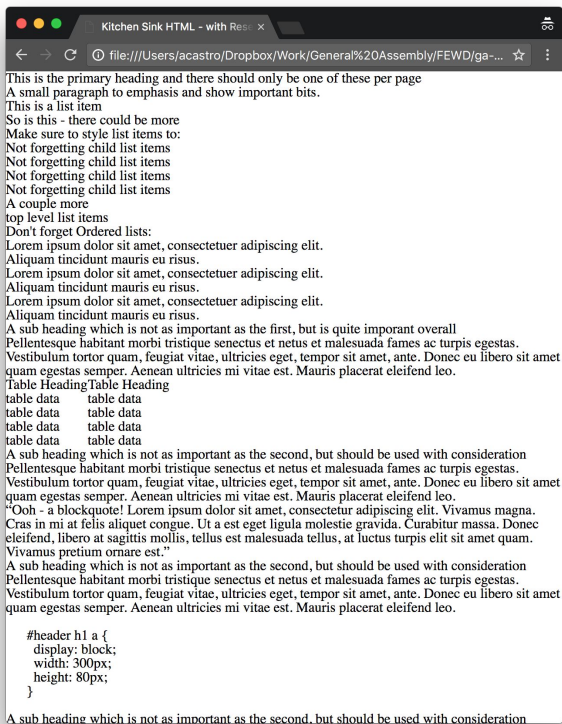 Kitchen Sink HTML - with Rese
file:///Users/acastro/Dropbox/Work/General%20Assembly/FEWD/ga-...
This is the primary heading and there should only be one of these per page
A small paragraph to emphasis and show important bits.
This is a list item
So is this - there could be more
Make sure to style list items to:
Not forgetting child list items
Not forgetting child list items
Not forgetting child list items
Not forgetting child list items
A couple more
top level list items
Don't forget Ordered lists:
Lorem ipsum dolor sit amet, consectetuer adipiscing elit.
Aliquam tincidunt mauris eu risus.
Lorem ipsum dolor sit amet, consectetuer adipiscing elit.
Aliquam tincidunt mauris eu risus.
Lorem ipsum dolor sit amet, consectetuer adipiscing elit.
Aliquam tincidunt mauris eu risus.
A sub heading which is not as important as the first, but is quite imporant overall
Pellentesque habitant morbi tristique senectus et netus et malesuada fames ac turpis egestas.
Vestibulum tortor quam, feugiat vitae, ultricies eget, tempor sit amet, ante. Donec eu libero sit amet
quam egestas semper. Aenean ultricies mi vitae est. Mauris placerat eleifend leo.
Table HeadingTable Heading
table data table data
table data table data
table data table data
table data table data
A sub heading which is not as important as the second, but should be used with consideration
Pellentesque habitant morbi tristique senectus et netus et malesuada fames ac turpis egestas.
Vestibulum tortor quam, feugiat vitae, ultricies eget, tempor sit amet, ante. Donec eu libero sit amet
quam egestas semper. Aenean ultricies mi vitae est. Mauris placerat eleifend leo.
“Ooh - a blockquote! Lorem ipsum dolor sit amet, consectetur adipiscing elit. Vivamus magna.
Cras in mi at felis aliquet congue. Ut a est eget ligula molestie gravida. Curabitur massa. Donec
eleifend, libero at sagittis mollis, tellus est malesuada tellus, at luctus turpis elit sit amet quam.
Vivamus pretium ornare est.”
A sub heading which is not as important as the second, but should be used with consideration
Pellentesque habitant morbi tristique senectus et netus et malesuada fames ac turpis egestas.
Vestibulum tortor quam, feugiat vitae, ultricies eget, tempor sit amet, ante. Donec eu libero sit amet
quam egestas semper. Aenean ultricies mi vitae est. Mauris placerat eleifend leo.
#header h1 a {
display: block;
width: 300px;
height: 80px;
}
A sub heading which is not as important as the second, but should be used with consideration